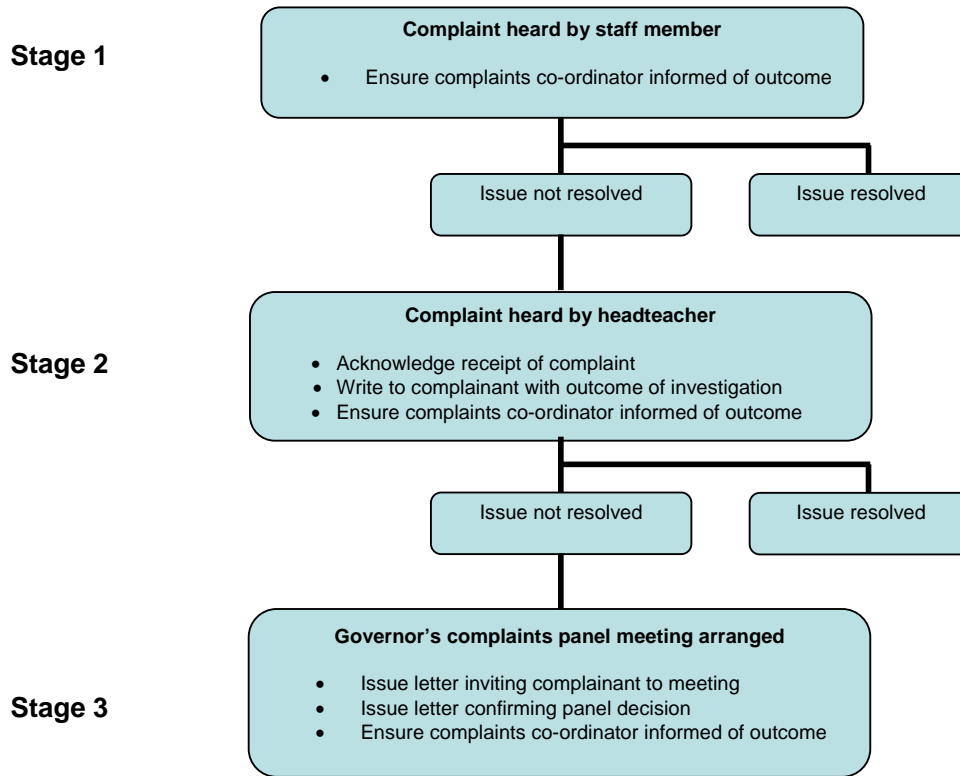 Stage 1
Complaint heard by staff member
• Ensure complaints co-ordinator informed of outcome
Issue not resolved
Issue resolved
Stage 2
Complaint heard by headteacher
• Acknowledge receipt of complaint
• Write to complainant with outcome of investigation
• Ensure complaints co-ordinator informed of outcome
Issue not resolved
Issue resolved
Stage 3
Governor’s complaints panel meeting arranged
• Issue letter inviting complainant to meeting
• Issue letter confirming panel decision
• Ensure complaints co-ordinator informed of outcome